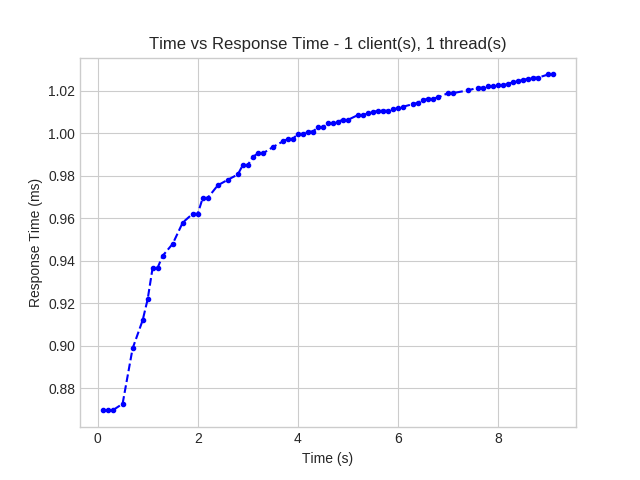 Time vs Response Time - 1 client(s), 1 thread(s)
Response Time (ms)
1.02
1.00
0.98
0.96
0.94
0.92
0.90
0.88
0 2 4 6 8
Time (s)